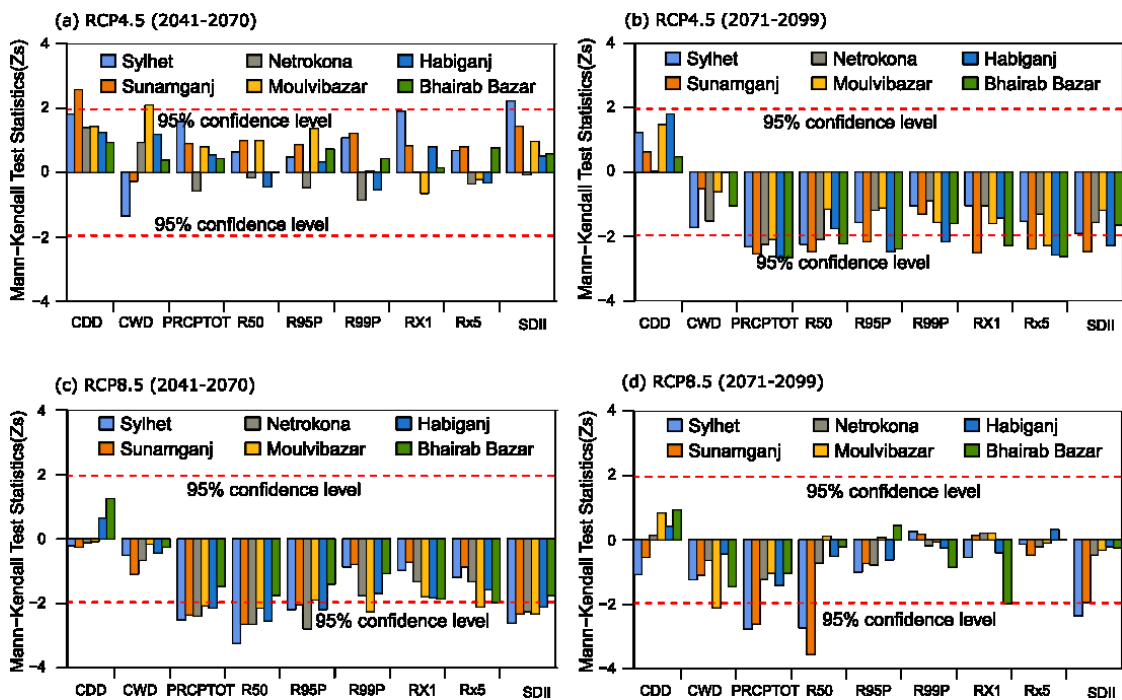 (a) RCP4.5 (2041-2070)
Mann-Kendall Test Statistics(Zs)
4
2
0
−2
−4
Sylhet Netrokona Habiganj
Sunamganj Moulvibazar Bhairab Bazar
95% confidence level
95% confidence level
CDD CWD PRCPTOT R50 R95P R99P RX1 Rx5 SDII
(b) RCP4.5 (2071-2099)
Mann-Kendall Test Statistics(Zs)
4
2
0
−2
−4
Sylhet Netrokona Habiganj
Sunamganj Moulvibazar Bhairab Bazar
95% confidence level
95% confidence level
CDD CWD PRCPTOT R50 R95P R99P RX1 Rx5 SDII
(c) RCP8.5 (2041-2070)
Mann-Kendall Test Statistics(Zs)
4
2
0
−2
−4
Sylhet Netrokona Habiganj
Sunamganj Moulvibazar Bhairab Bazar
95% confidence level
95% confidence level
CDD CWD PRCPTOT R50 R95P R99P RX1 Rx5 SDII
(d) RCP8.5 (2071-2099)
Mann-Kendall Test Statistics(Zs)
4
2
0
−2
−4
Sylhet Netrokona Habiganj
Sunamganj Moulvibazar Bhairab Bazar
95% confidence level
95% confidence level
CDD CWD PRCPTOT R50 R95P R99P RX1 Rx5 SDII